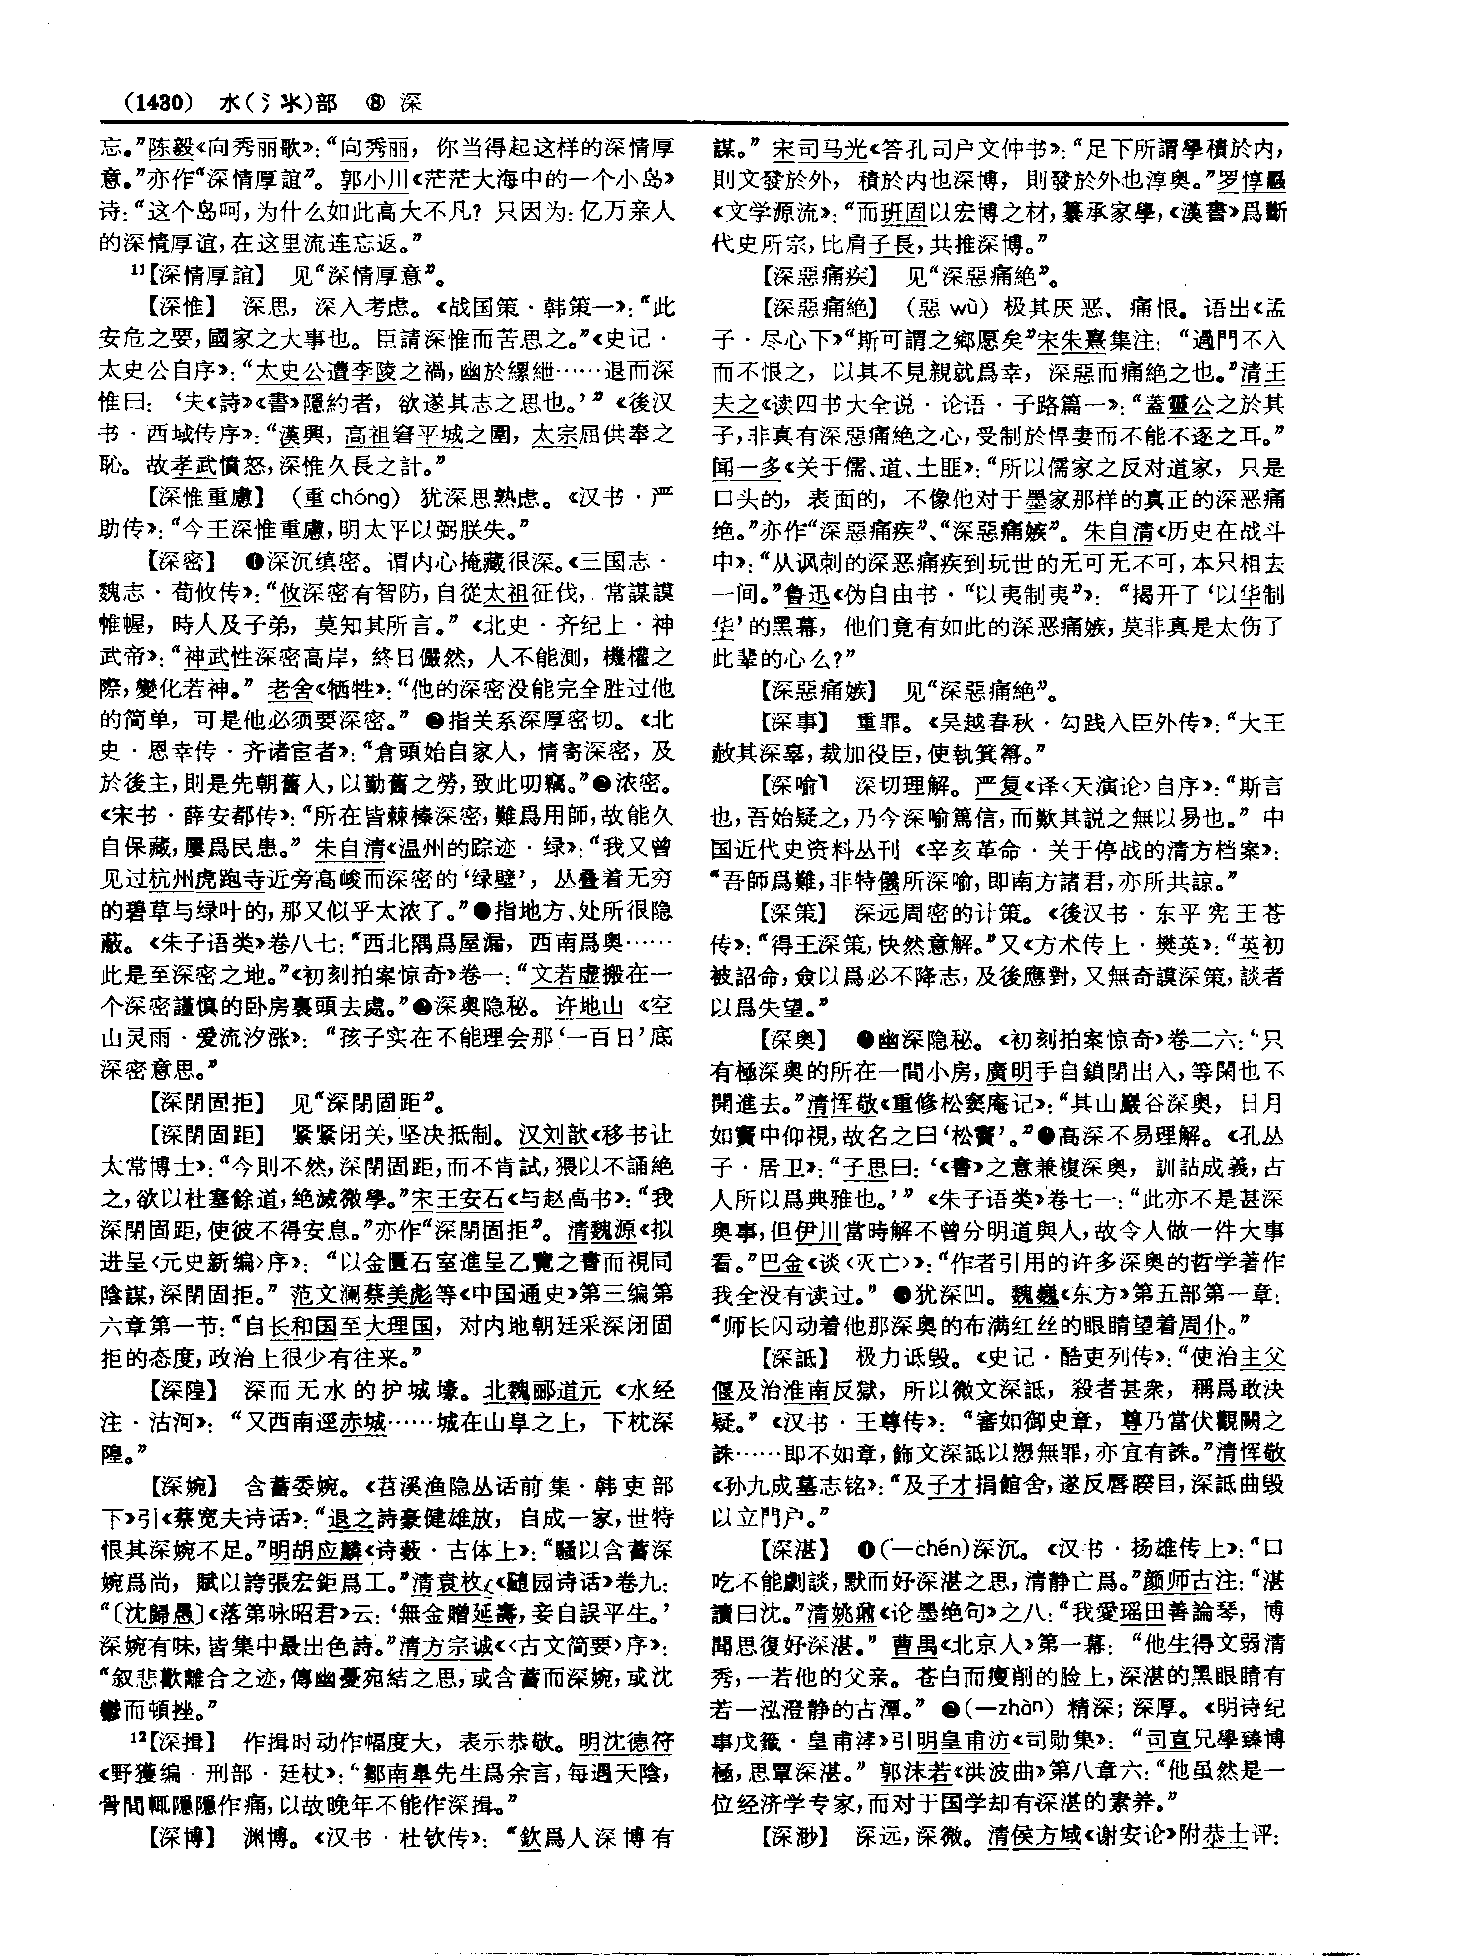 (1430) 水(氵氺)部 ⑧ 深
忘。”陈毅《向秀丽歌》：“向秀丽，你当得起这样的深情厚
意。”亦作“深情厚誼”。郭小川《茫茫大海中的一个小岛》
诗：“这个岛呵，为什么如此高大不凡？只因为：亿万亲人
的深情厚谊，在这里流连忘返。”
11【深情厚誼】 见“深情厚意”。
【深惟】 深思，深入考虑。《战国策·韩策一》：“此
安危之要，國家之大事也。臣請深惟而苦思之。”《史记·
太史公自序》：“太史公遭李陵之禍，幽於縲紲……退而深
惟曰：‘夫《詩》《書》隱約者，欲遂其志之思也。’”《後汉
书·西域传序》：“漢興，高祖窘平城之圍，太宗屈供奉之
恥。故孝武憤怒，深惟久長之計。”
【深惟重慮】 （重 chóng）犹深思熟虑。《汉书·严
助传》：“今王深惟重慮，明太平以弼朕失。”
【深密】 ❶深沉缜密。谓内心掩藏很深。《三国志·
魏志·荀攸传》：“攸深密有智防，自從太祖征伐，常謀謨
帷幄，時人及子弟，莫知其所言。”《北史·齐纪上·神
武帝》：“神武性深密高岸，終日儼然，人不能測，機權之
際，變化若神。”老舍《牺牲》：“他的深密没能完全胜过他
的简单，可是他必须要深密。”❷指关系深厚密切。《北
史·恩幸传·齐诸宦者》：“倉頭始自家人，情寄深密，及
於後主，則是先朝舊人，以勤舊之勞，致此叨竊。”❸浓密。
《宋书·薛安都传》：“所在皆棘榛深密，難爲用師，故能久
自保藏，屢爲民患。”朱自清《温州的踪迹·绿》：“我又曾
见过杭州虎跑寺近旁高峻而深密的‘绿壁’，丛叠着无穷
的碧草与绿叶的，那又似乎太浓了。”❹指地方、处所很隐
蔽。《朱子语类》卷八七：“西北隅爲屋漏，西南爲奥……
此是至深密之地。”《初刻拍案惊奇》卷一：“文若虚搬在一
个深密謹慎的卧房裏頭去處。”❺深奥隐秘。许地山《空
山灵雨·爱流汐涨》：“孩子实在不能理会那‘一百日’底
深密意思。”
【深閉固拒】 见“深閉固距”。
【深閉固距】 紧紧闭关，坚决抵制。汉刘歆《移书让
太常博士》：“今則不然，深閉固距，而不肯試，猥以不誦絶
之，欲以杜塞餘道，絶滅微學。”宋王安石《与赵卨书》：“我
深閉固距，使彼不得安息。”亦作“深閉固拒”。清魏源《拟
进呈〈元史新编〉序》：“以金匱石室進呈乙覽之書而視同
陰謀，深閉固拒。”范文澜蔡美彪等《中国通史》第三编第
六章第一节：“自长和国至大理国，对内地朝廷采深闭固
拒的态度，政治上很少有往来。”
【深隍】 深而无水的护城壕。北魏郦道元《水经
注·沽河》：“又西南逕赤城……城在山阜之上，下枕深
隍。”
【深婉】 含蓄委婉。《苕溪渔隐丛话前集·韩吏部
下》引《蔡宽夫诗话》：“退之詩豪健雄放，自成一家，世特
恨其深婉不足。”明胡应麟《诗薮·古体上》：“騷以含蓄深
婉爲尚，賦以誇張宏鉅爲工。”清袁枚《随园诗话》卷九：
“〔沈歸愚〕《落第咏昭君》云：‘無金贈延壽，妾自誤平生。’
深婉有味，皆集中最出色詩。”清方宗诚《〈古文简要〉序》：
“叙悲歡離合之迹，傳幽憂宛結之思，或含蓄而深婉，或沈
鬱而頓挫。”
12【深揖】 作揖时动作幅度大，表示恭敬。明沈德符
《野獲编·刑部·廷杖》：“鄒南臯先生爲余言，每遇天陰，
骨間輒隱隱作痛，以故晚年不能作深揖。”
【深博】 渊博。《汉书·杜钦传》：“欽爲人深博有
謀。”宋司马光《答孔司户文仲书》：“足下所謂學積於内，
則文發於外，積於内也深博，則發於外也淳奥。”罗惇曧
《文学源流》：“而班固以宏博之材，纂承家學，《漢書》爲斷
代史所宗，比肩子長，共推深博。”
【深惡痛疾】 见“深惡痛絶”。
【深惡痛絶】 （惡 wù）极其厌恶、痛恨。语出《孟
子·尽心下》“斯可謂之鄉愿矣”宋朱熹集注：“過門不入
而不恨之，以其不見親就爲幸，深惡而痛絶之也。”清王
夫之《读四书大全说·论语·子路篇一》：“蓋靈公之於其
子，非真有深惡痛絶之心，受制於悍妻而不能不逐之耳。”
闻一多《关于儒、道、土匪》：“所以儒家之反对道家，只是
口头的，表面的，不像他对于墨家那样的真正的深恶痛
绝。”亦作“深惡痛疾”、“深惡痛嫉”。朱自清《历史在战斗
中》：“从讽刺的深恶痛疾到玩世的无可无不可，本只相去
一间。”鲁迅《伪自由书·“以夷制夷”》：“揭开了‘以华制
华’的黑幕，他们竟有如此的深恶痛嫉，莫非真是太伤了
此辈的心么？”
【深惡痛嫉】 见“深惡痛絶”。
【深事】 重罪。《吴越春秋·勾践入臣外传》：“大王
赦其深辜，裁加役臣，使執箕箒。”
【深喻】 深切理解。严复《译〈天演论〉自序》：“斯言
也，吾始疑之，乃今深喻篤信，而歎其説之無以易也。”中
国近代史资料丛刊《辛亥革命·关于停战的清方档案》：
“吾師爲難，非特儀所深喻，即南方諸君，亦所共諒。”
【深策】 深远周密的计策。《後汉书·东平宪王苍
传》：“得王深策，快然意解。”又《方术传上·樊英》：“英初
被詔命，僉以爲必不降志，及後應對，又無奇謨深策，談者
以爲失望。”
【深奥】 ❶幽深隐秘。《初刻拍案惊奇》卷二六：“只
有極深奥的所在一間小房，廣明手自鎖閉出入，等閑也不
開進去。”清恽敬《重修松窦庵记》：“其山巖谷深奥，日月
如竇中仰視，故名之曰‘松竇’。”❷高深不易理解。《孔丛
子·居卫》：“子思曰：‘《書》之意兼複深奥，訓詁成義，古
人所以爲典雅也。’”《朱子语类》卷七一：“此亦不是甚深
奥事，但伊川當時解不曾分明道與人，故令人做一件大事
看。”巴金《谈〈灭亡〉》：“作者引用的许多深奥的哲学著作
我全没有读过。”❸犹深凹。魏巍《东方》第五部第一章：
“师长闪动着他那深奥的布满红丝的眼睛望着周仆。”
【深詆】 极力诋毁。《史记·酷吏列传》：“使治主父
偃及治淮南反獄，所以微文深詆，殺者甚衆，稱爲敢决
疑。”《汉书·王尊传》：“審如御史章，尊乃當伏觀闕之
誅……即不如章，飾文深詆以愬無罪，亦宜有誅。”清恽敬
《孙九成墓志铭》：“及子才捐館舍，遂反唇睽目，深詆曲毁
以立門户。”
【深湛】 ❶（—chén）深沉。《汉书·扬雄传上》：“口
吃不能劇談，默而好深湛之思，清静亡爲。”颜师古注：“湛
讀曰沈。”清姚鼐《论墨绝句》之八：“我愛瑶田善論琴，博
聞思復好深湛。”曹禺《北京人》第一幕：“他生得文弱清
秀，一若他的父亲。苍白而瘦削的脸上，深湛的黑眼睛有
若一泓澄静的古潭。”❷（—zhàn）精深；深厚。《明诗纪
事戊籤·皇甫涍》引明皇甫汸《司勋集》：“司直兄學臻博
極，思覃深湛。”郭沫若《洪波曲》第八章六：“他虽然是一
位经济学专家，而对于国学却有深湛的素养。”
【深渺】 深远，深微。清侯方域《谢安论》附恭士评：